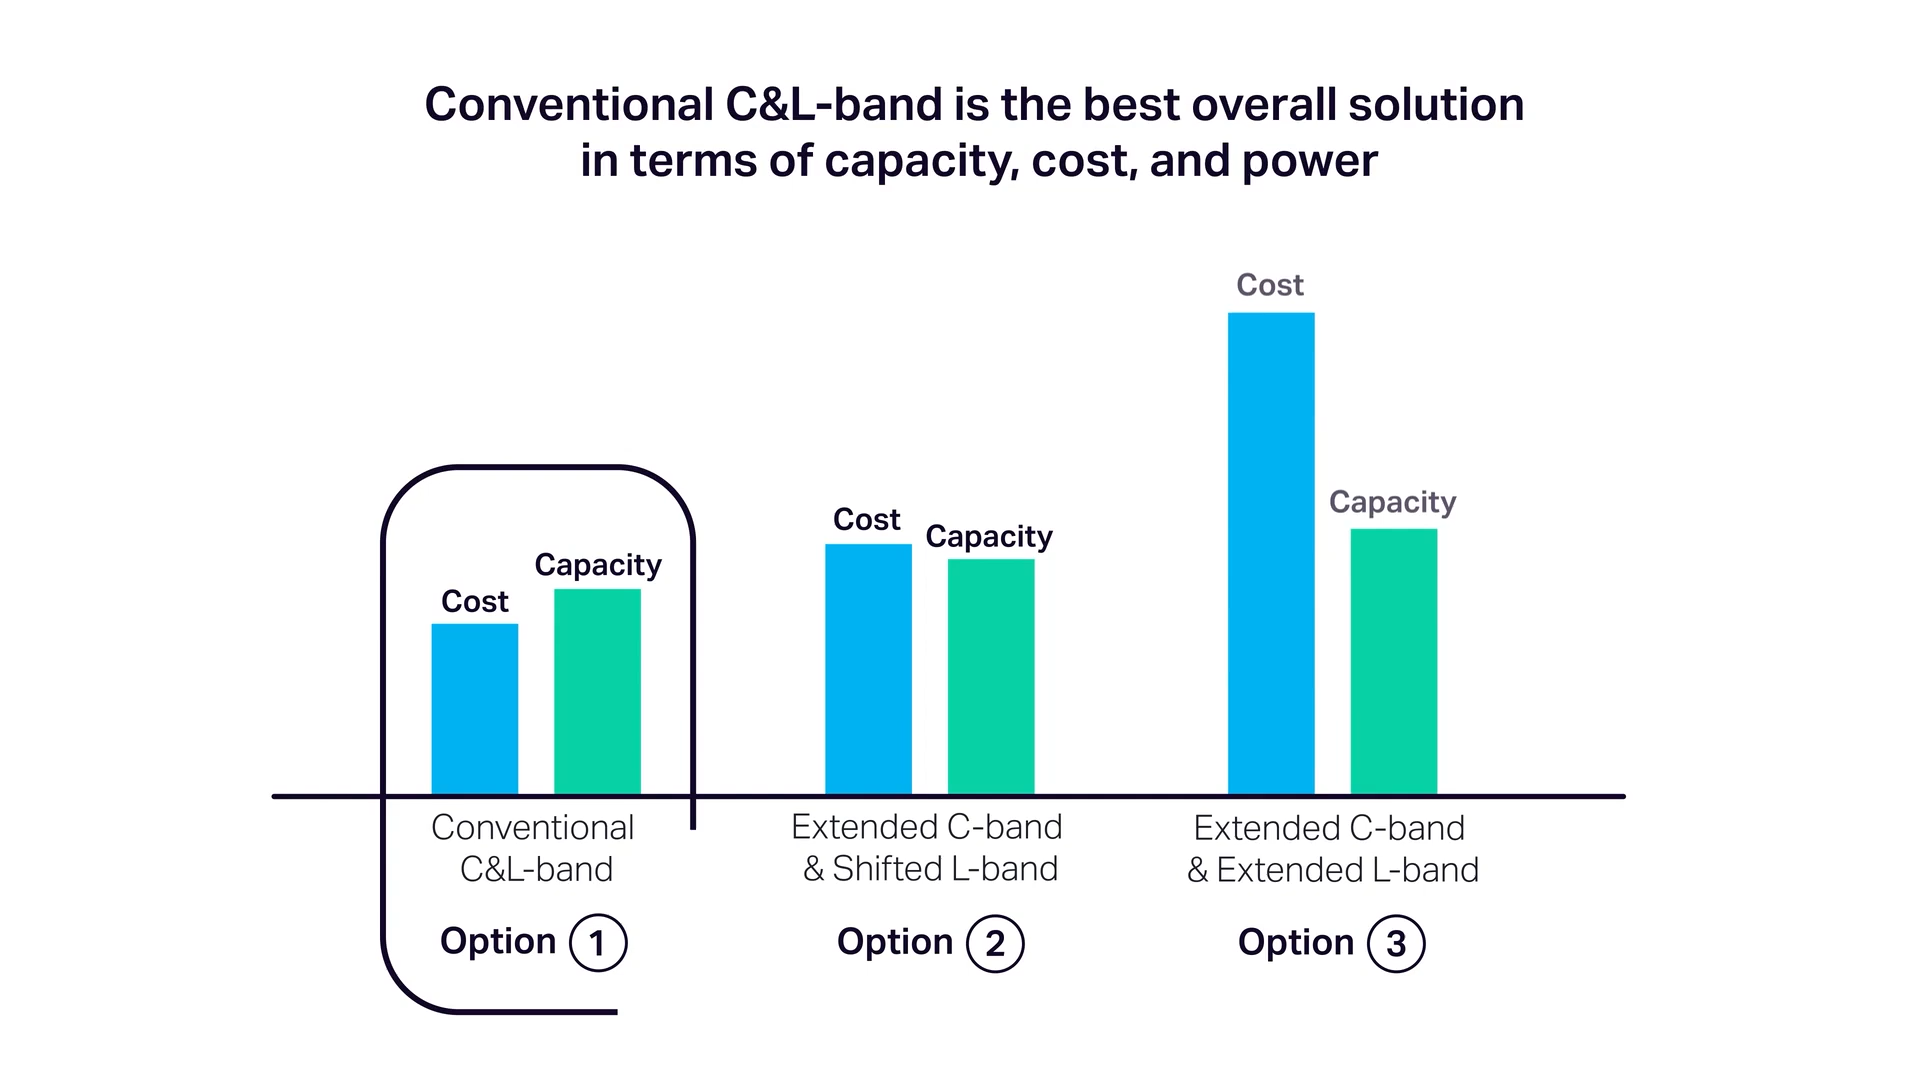 Conventional C&L-band is the best overall solution
in terms of capacity, cost, and power
Cost
Capacity
Conventional
C&L-band
Option 1
Cost
Capacity
Extended C-band
& Shifted L-band
Option 2
Cost
Capacity
Extended C-band
& Extended L-band
Option 3